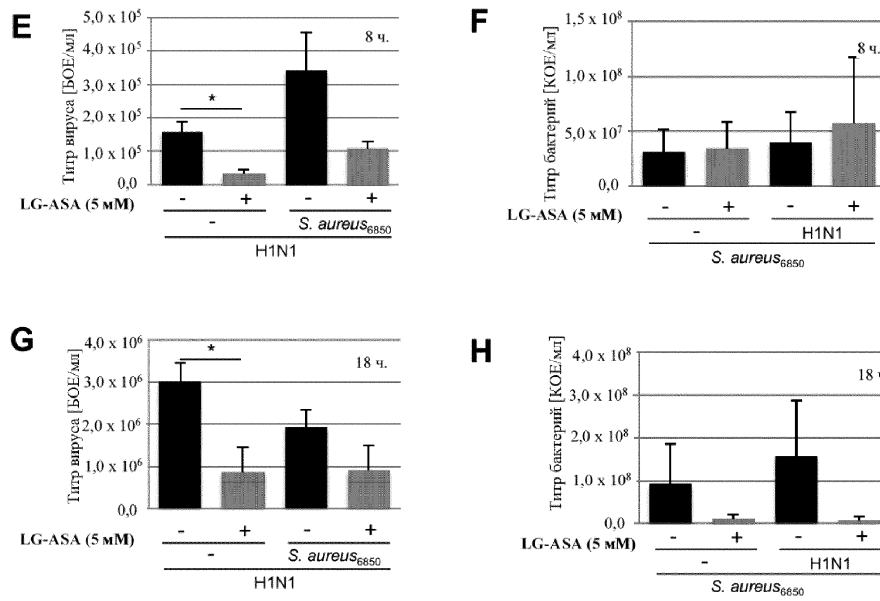 E
Титр вируса [БОЕ/мл]
5,0 x 10⁵
4,0 x 10⁵
3,0 x 10⁵
2,0 x 10⁵
1,0 x 10⁵
0,0
8 ч.
*
LG-ASA (5 мМ) - + - +
- S. aureus₆₈₅₀
H1N1
F
Титр бактерий [КОЕ/мл]
1,5 x 10⁸
1,0 x 10⁸
5,0 x 10⁷
0,0
8 ч.
LG-ASA (5 мМ) - + - +
- H1N1
S. aureus₆₈₅₀
G
Титр вируса [БОЕ/мл]
4,0 x 10⁶
3,0 x 10⁶
2,0 x 10⁶
1,0 x 10⁶
0,0
18 ч.
*
LG-ASA (5 мМ) - + - +
- S. aureus₆₈₅₀
H1N1
H
Титр бактерий [КОЕ/мл]
4,0 x 10⁸
3,0 x 10⁸
2,0 x 10⁸
1,0 x 10⁸
0,0
18 ч
LG-ASA (5 мМ) - + - +
- H1N1
S. aureus₆₈₅₀